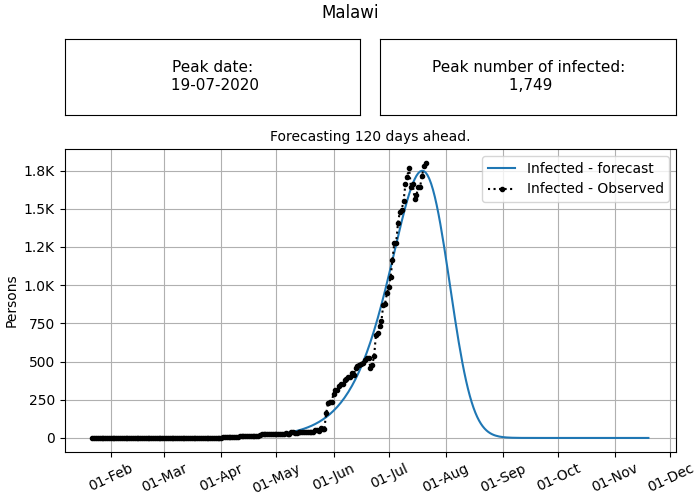 Malawi
Peak date:
19-07-2020
Peak number of infected:
1,749
Forecasting 120 days ahead.
Infected - forecast
Infected - Observed
Persons
1.8K
1.5K
1.2K
1.0K
750
500
250
0
01-Feb
01-Mar
01-Apr
01-May
01-Jun
01-Jul
01-Aug
01-Sep
01-Oct
01-Nov
01-Dec